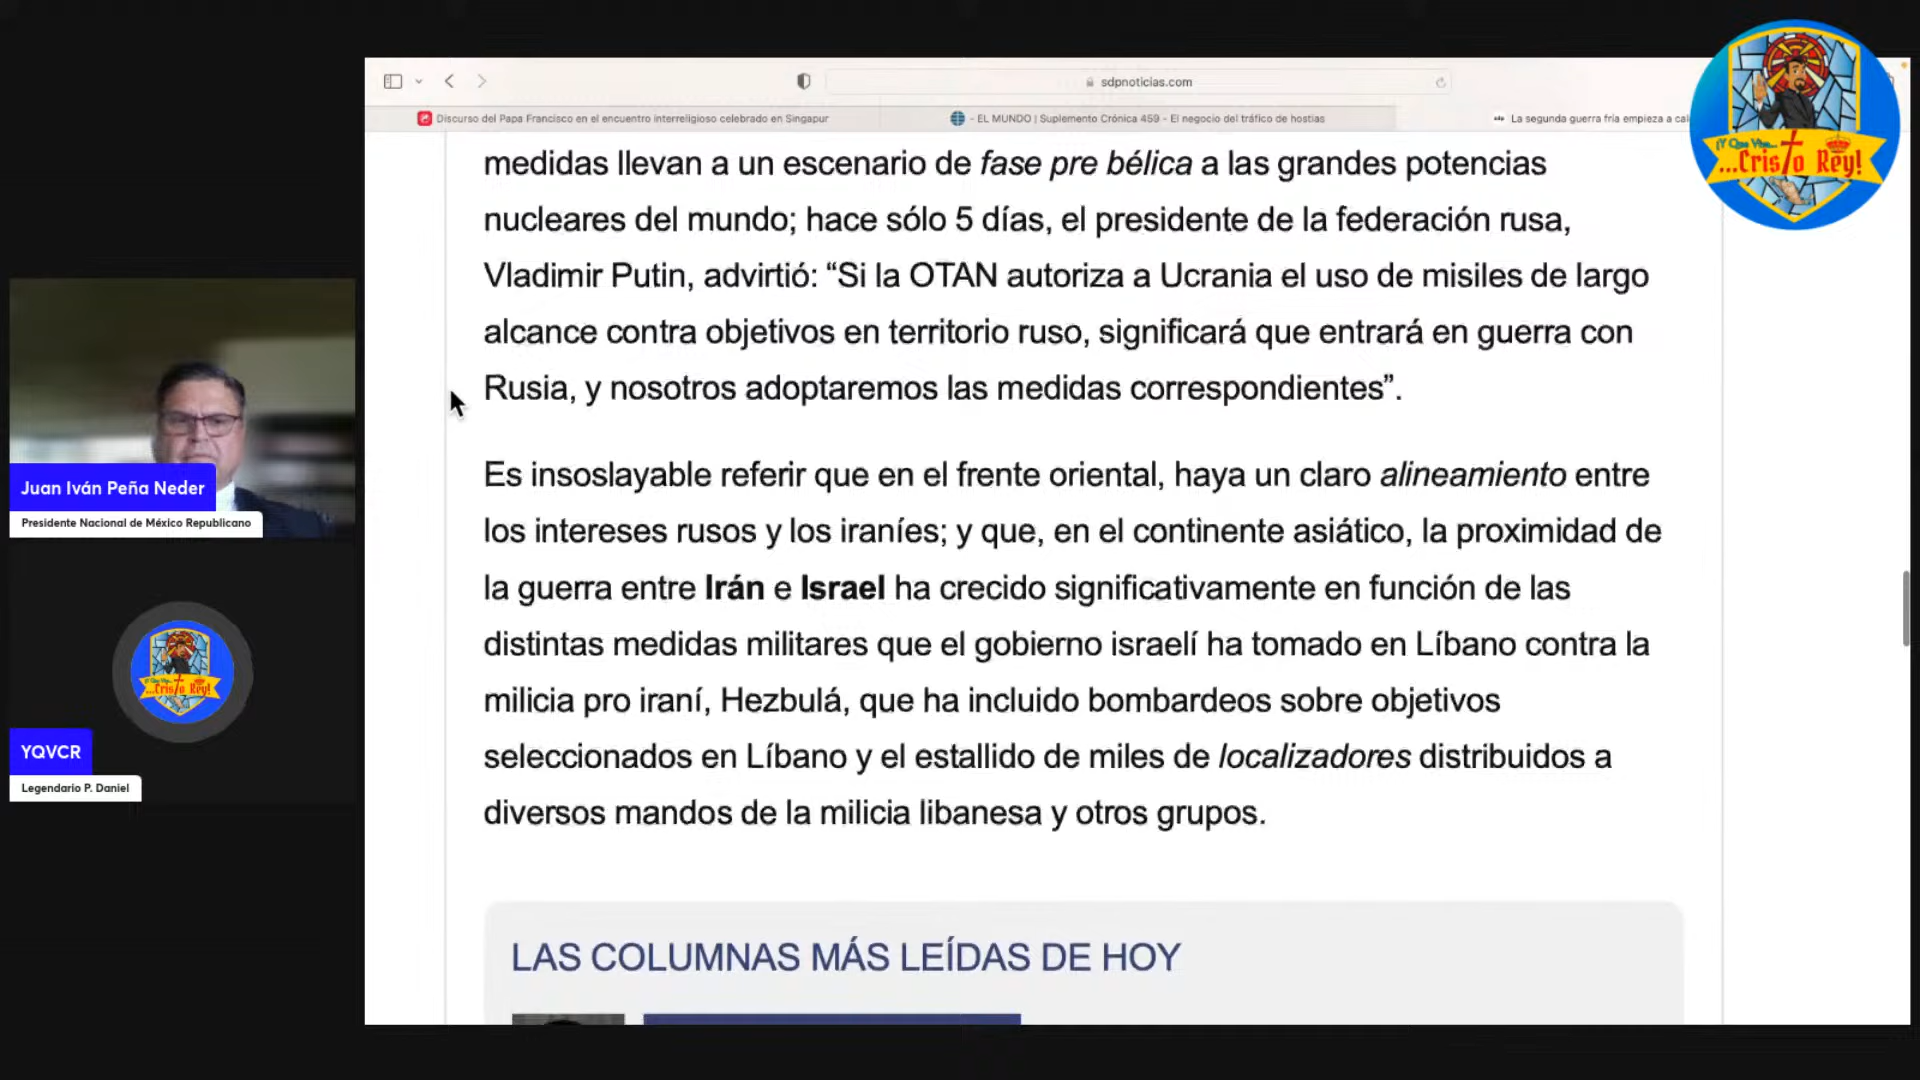 sdpnoticias.com
Discurso del Papa Francisco en el encuentro interreligioso celebrado en Singapur
- EL MUNDO | Suplemento Crónica 459 - El negocio del tráfico de hostias
La segunda guerra fría empieza a cal
¡Y Que Viva...
...Cristo Rey!
medidas llevan a un escenario de fase pre bélica a las grandes potencias
nucleares del mundo; hace sólo 5 días, el presidente de la federación rusa,
Vladimir Putin, advirtió: “Si la OTAN autoriza a Ucrania el uso de misiles de largo
alcance contra objetivos en territorio ruso, significará que entrará en guerra con
Rusia, y nosotros adoptaremos las medidas correspondientes”.
Es insoslayable referir que en el frente oriental, haya un claro alineamiento entre
los intereses rusos y los iraníes; y que, en el continente asiático, la proximidad de
la guerra entre Irán e Israel ha crecido significativamente en función de las
distintas medidas militares que el gobierno israelí ha tomado en Líbano contra la
milicia pro iraní, Hezbulá, que ha incluido bombardeos sobre objetivos
seleccionados en Líbano y el estallido de miles de localizadores distribuidos a
diversos mandos de la milicia libanesa y otros grupos.
LAS COLUMNAS MÁS LEÍDAS DE HOY
Juan Iván Peña Neder
Presidente Nacional de México Republicano
...Cristo Rey!
YQVCR
Legendario P. Daniel